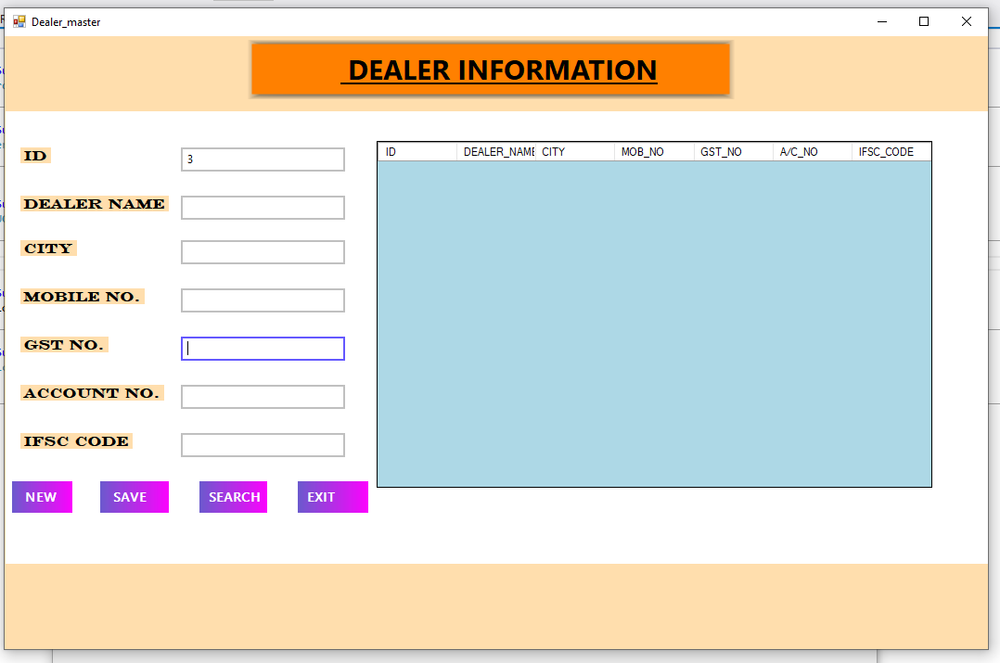 Dealer_master
DEALER INFORMATION
ID
3
DEALER NAME
CITY
MOBILE NO.
GST NO.
ACCOUNT NO.
IFSC CODE
NEW SAVE SEARCH EXIT
ID DEALER_NAME CITY MOB_NO GST_NO A/C_NO IFSC_CODE